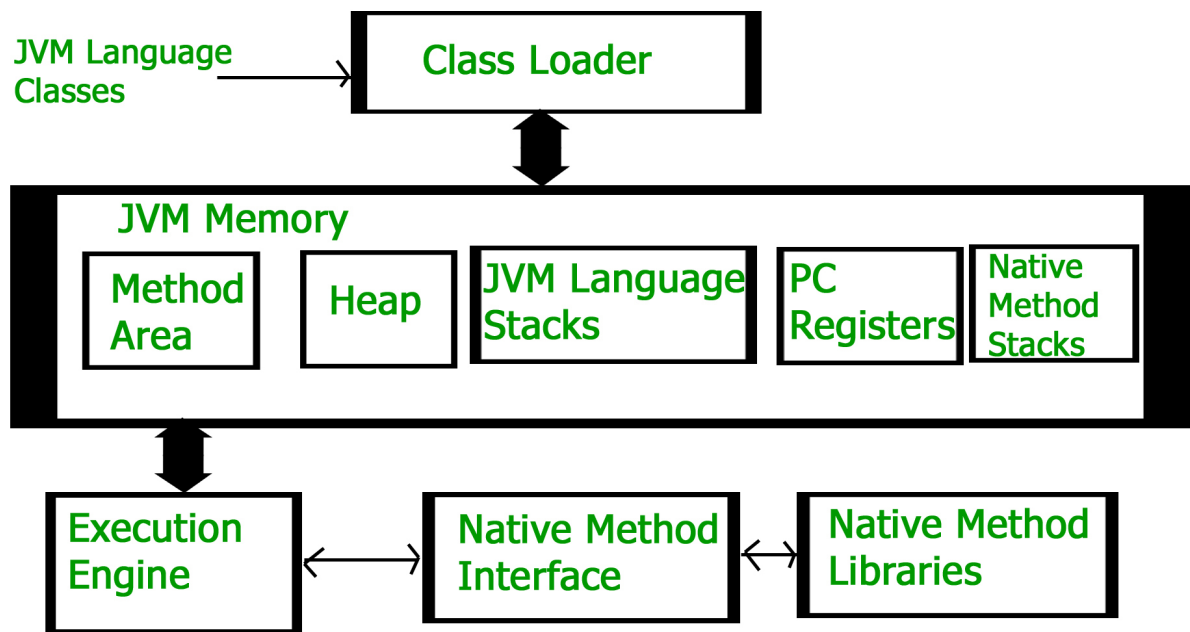 JVM Language
Classes
Class Loader
JVM Memory
Method
Area
Heap
JVM Language
Stacks
PC
Registers
Native
Method
Stacks
Execution
Engine
Native Method
Interface
Native Method
Libraries